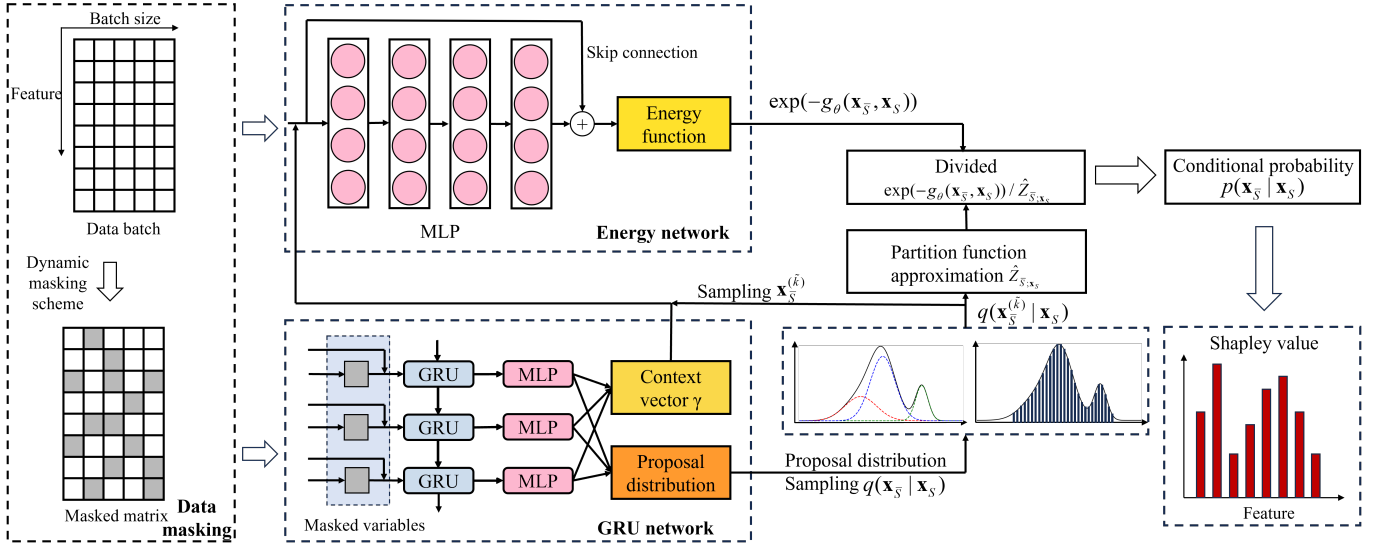 Batch size
Feature
Data batch
Dynamic
masking
scheme
Masked matrix
Data
masking
Skip connection
+
Energy
function
MLP
Energy network
exp(−g_θ(x_S̅, x_S))
Divided
exp(−g_θ(x_S̅, x_S)) / Ẑ_S̅;x_S
Conditional probability
p(x_S̅ | x_S)
Partition function
approximation Ẑ_S̅;x_S
Sampling x_S̅^(k̃)
q(x_S̅^(k̃) | x_S)
GRU
MLP
Context
vector γ
GRU
MLP
GRU
MLP
Proposal
distribution
Masked variables
GRU network
Proposal distribution
Sampling q(x_S̅ | x_S)
Shapley value
Feature